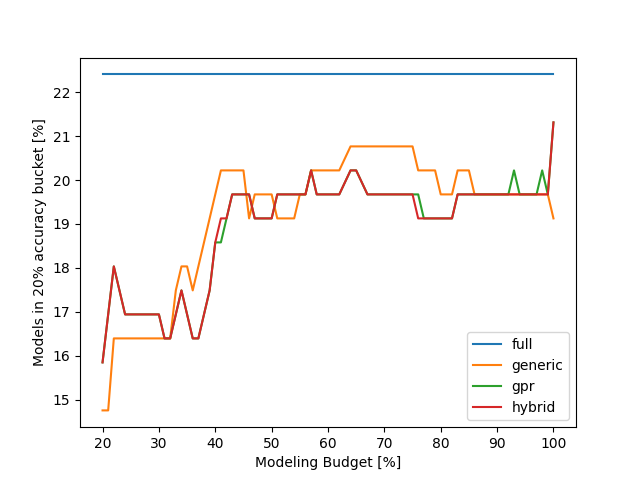 Models in 20% accuracy bucket [%]
22
21
20
19
18
17
16
15
full
generic
gpr
hybrid
20 30 40 50 60 70 80 90 100
Modeling Budget [%]